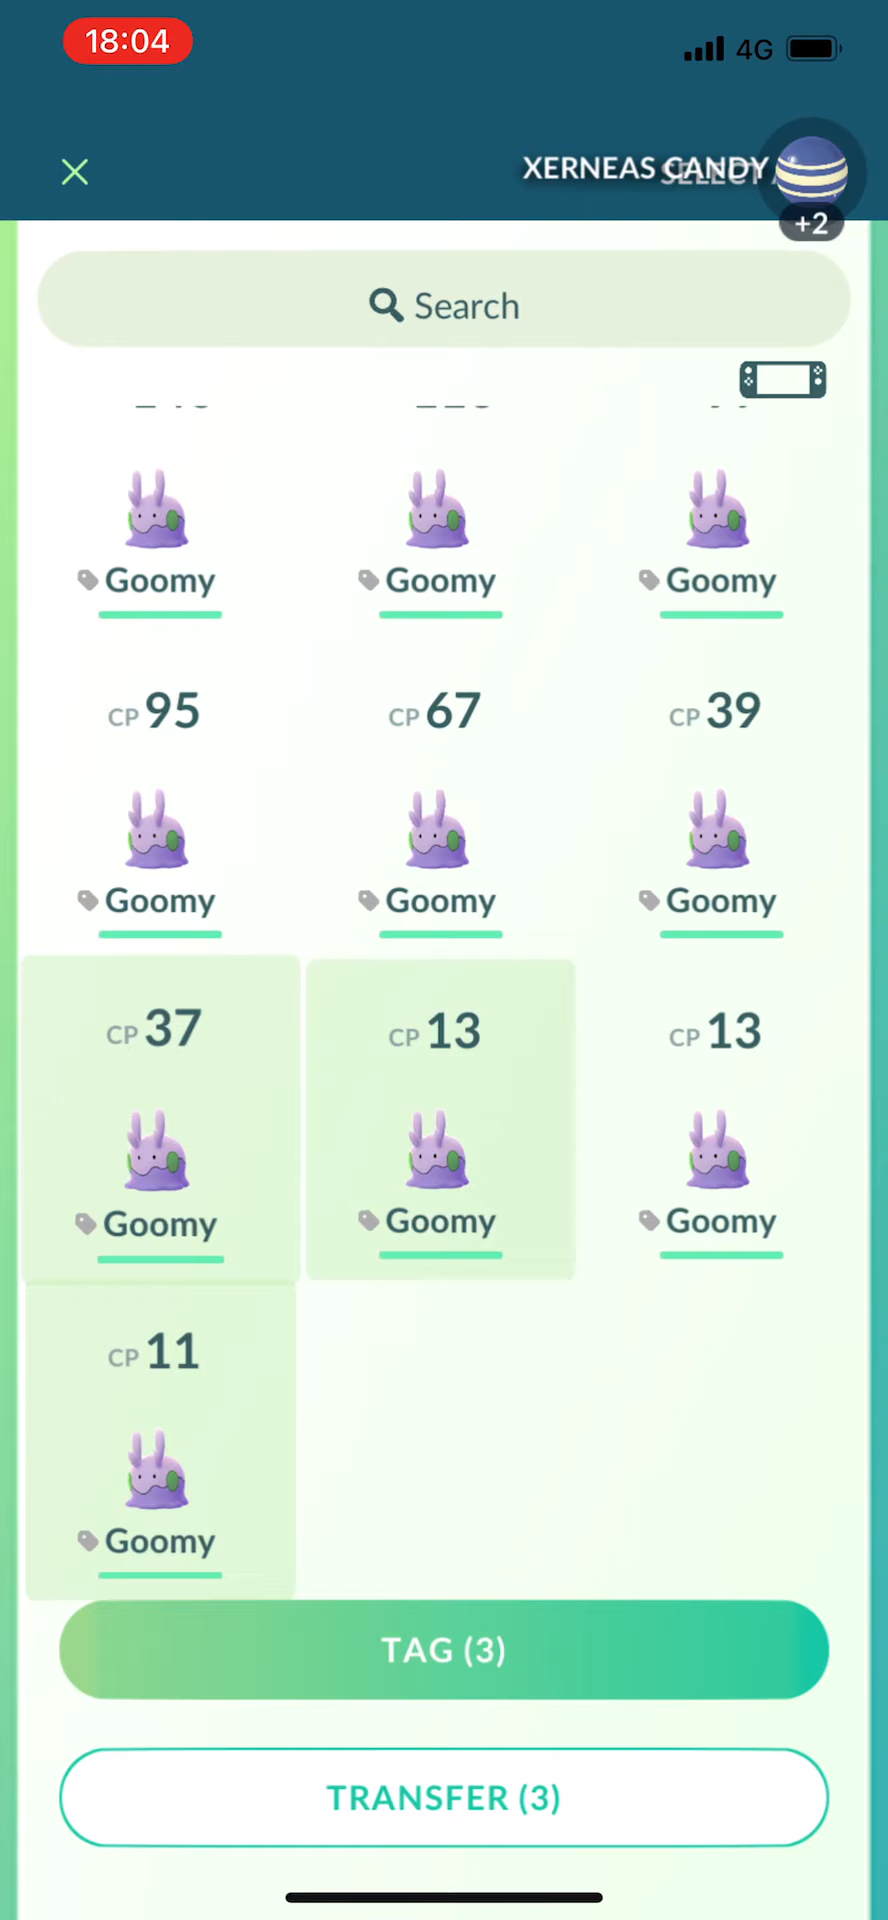 18:04
4G
XERNEAS CANDY
+2
Search
Goomy Goomy Goomy
CP 95 CP 67 CP 39
Goomy Goomy Goomy
CP 37 CP 13 CP 13
Goomy Goomy Goomy
CP 11
Goomy
TAG (3)
TRANSFER (3)